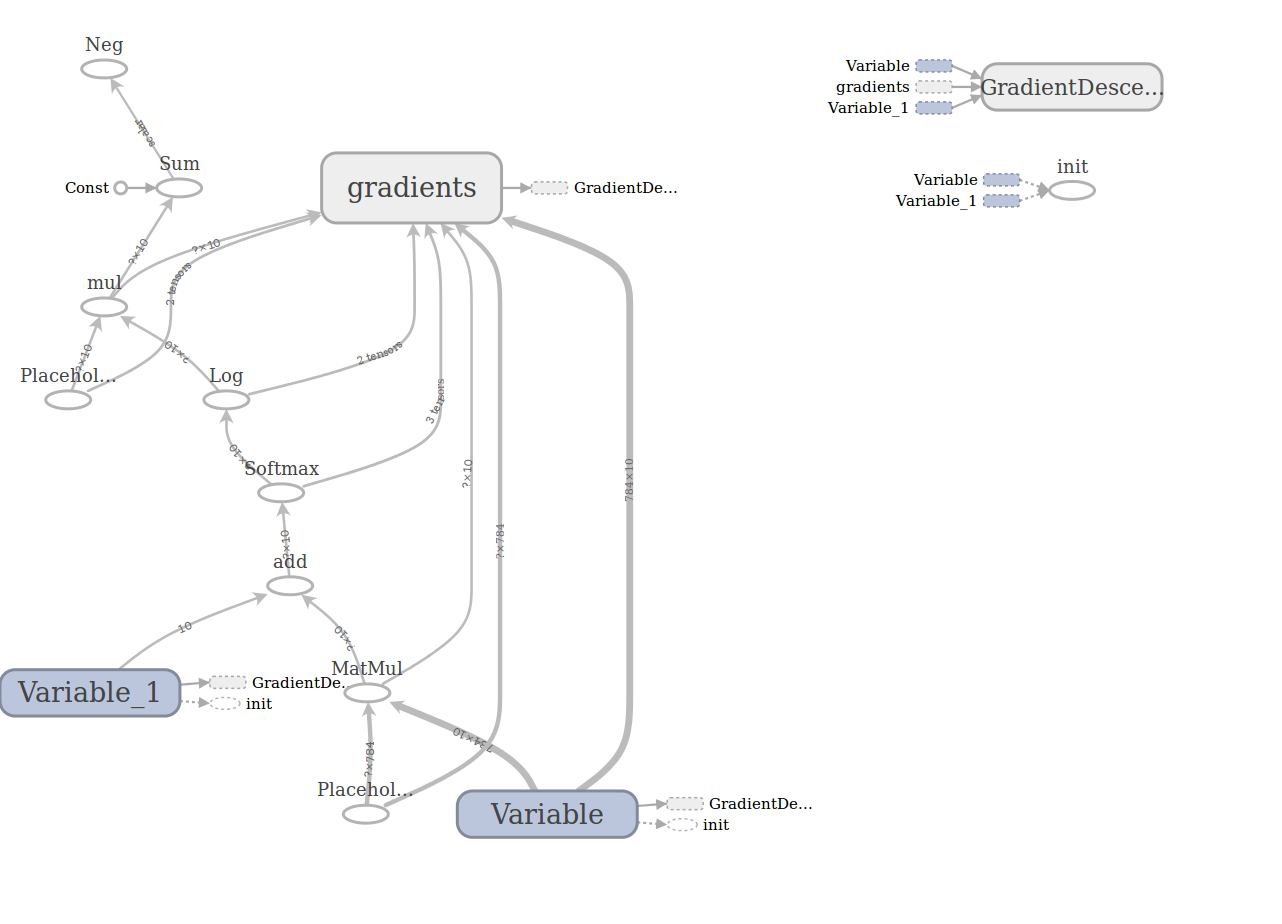 Neg
scalar
Sum
Const
?×10
mul
?×10
2 tensors
?×10
Placehol...
?×10
Log
2 tensors
?×10
Softmax
3 tensors
?×10
add
?×10
?×784
784×10
10
?×10
MatMul
Variable_1
GradientDe...
init
?×784
784×10
Placehol...
Variable
GradientDe...
init
gradients
GradientDe...
Variable
gradients
Variable_1
GradientDesce...
init
Variable
Variable_1